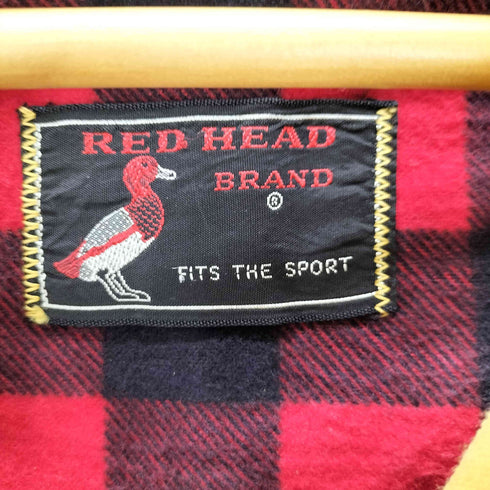 RED HEAD
BRAND
®
FITS THE SPORT